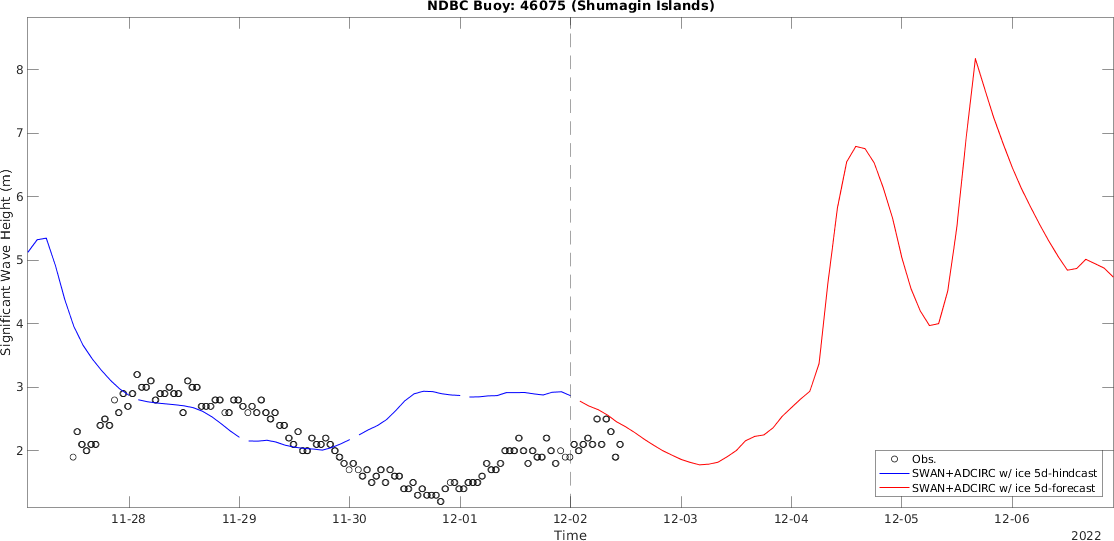 NDBC Buoy: 46075 (Shumagin Islands)
Significant Wave Height (m)
8
7
6
5
4
3
2
Obs.
SWAN+ADCIRC w/ ice 5d-hindcast
SWAN+ADCIRC w/ ice 5d-forecast
11-28 11-29 11-30 12-01 12-02 12-03 12-04 12-05 12-06
Time
2022